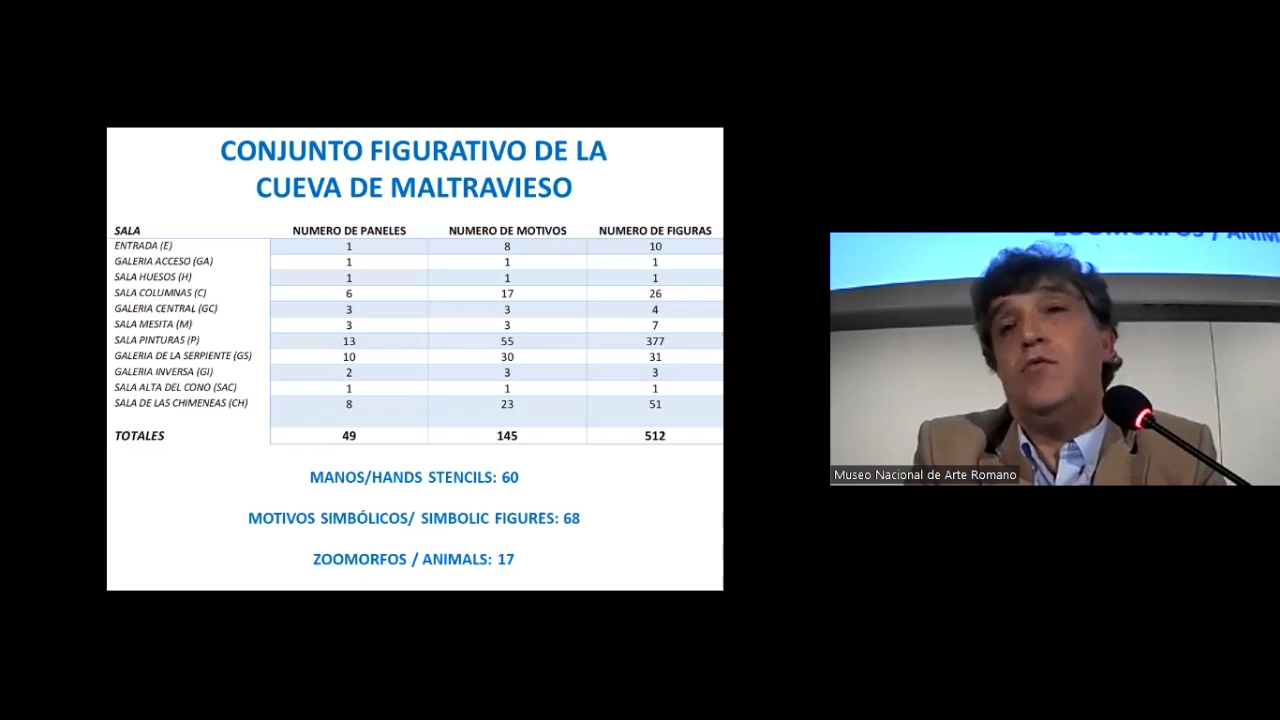 CONJUNTO FIGURATIVO DE LA
CUEVA DE MALTRAVIESO
SALA NUMERO DE PANELES NUMERO DE MOTIVOS NUMERO DE FIGURAS
ENTRADA (E) 1 8 10
GALERIA ACCESO (GA) 1 1 1
SALA HUESOS (H) 1 1 1
SALA COLUMNAS (C) 6 17 26
GALERIA CENTRAL (GC) 3 3 4
SALA MESITA (M) 3 3 7
SALA PINTURAS (P) 13 55 377
GALERIA DE LA SERPIENTE (GS) 10 30 31
GALERIA INVERSA (GI) 2 3 3
SALA ALTA DEL CONO (SAC) 1 1 1
SALA DE LAS CHIMENEAS (CH) 8 23 51
TOTALES 49 145 512
MANOS/HANDS STENCILS: 60
MOTIVOS SIMBÓLICOS/ SIMBOLIC FIGURES: 68
ZOOMORFOS / ANIMALS: 17
ZOOMORFOS / ANIM
Museo Nacional de Arte Romano